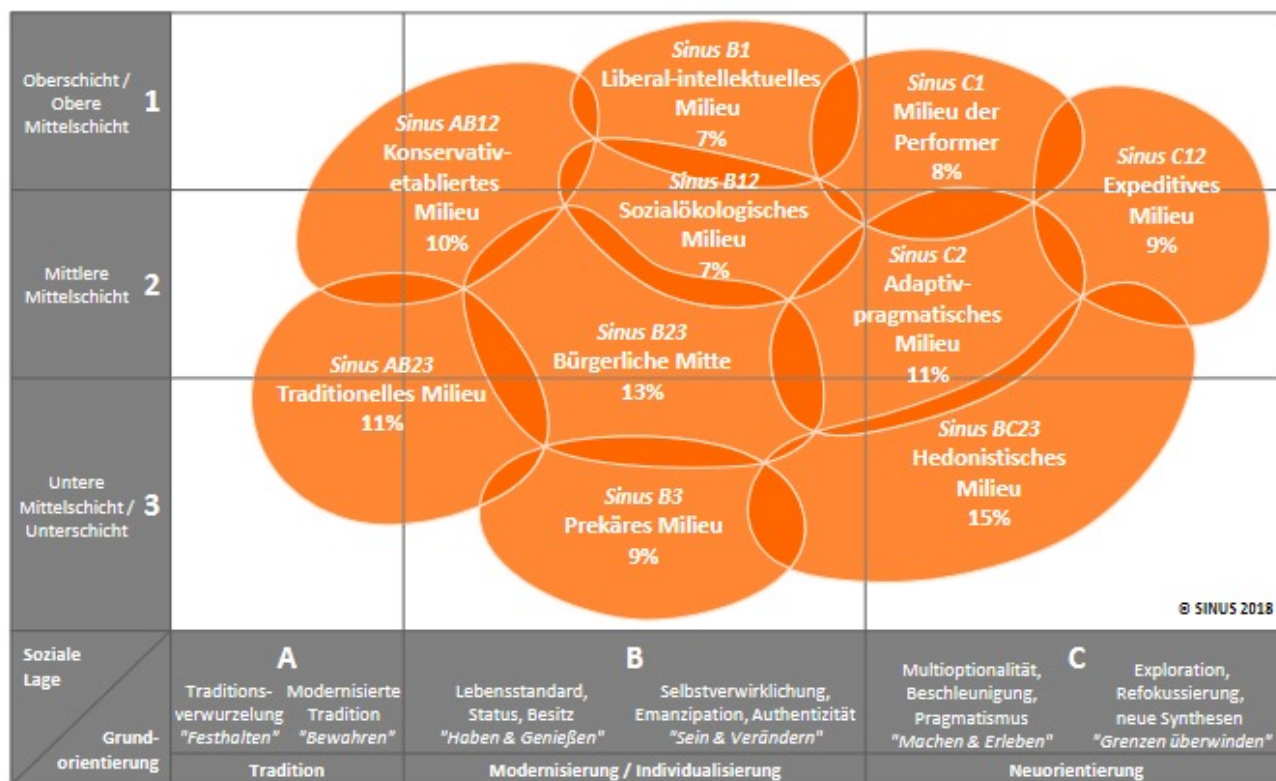 Oberschicht /
Obere
Mittelschicht
1
Mittlere
Mittelschicht
2
Untere
Mittelschicht /
Unterschicht
3
Sinus AB12
Konservativ-
etabliertes
Milieu
10%
Sinus B1
Liberal-intellektuelles
Milieu
7%
Sinus C1
Milieu der
Performer
8%
Sinus C12
Expeditives
Milieu
9%
Sinus B12
Sozialökologisches
Milieu
7%
Sinus C2
Adaptiv-
pragmatisches
Milieu
11%
Sinus AB23
Traditionelles Milieu
11%
Sinus B23
Bürgerliche Mitte
13%
Sinus B3
Prekäres Milieu
9%
Sinus BC23
Hedonistisches
Milieu
15%
© SINUS 2018
Soziale
Lage
Grund-
orientierung
A
Traditions-
verwurzelung
"Festhalten"
Modernisierte
Tradition
"Bewahren"
Tradition
B
Lebensstandard,
Status, Besitz
"Haben & Genießen"
Selbstverwirklichung,
Emanzipation, Authentizität
"Sein & Verändern"
Modernisierung / Individualisierung
C
Multioptionalität,
Beschleunigung,
Pragmatismus
"Machen & Erleben"
Exploration,
Refokussierung,
neue Synthesen
"Grenzen überwinden"
Neuorientierung